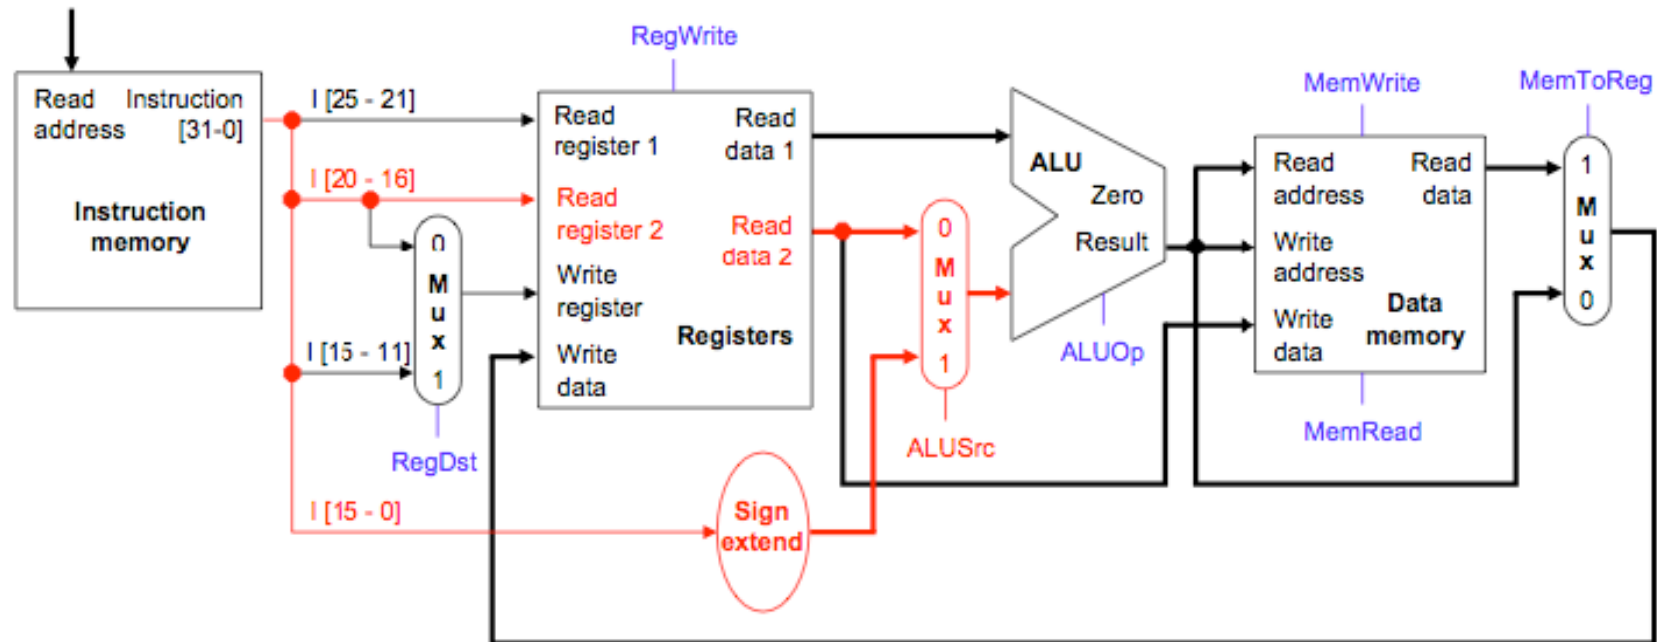 RegWrite
MemWrite
MemToReg
Read Instruction
address [31-0]
Instruction
memory
I [25 - 21]
I [20 - 16]
I [15 - 11]
I [15 - 0]
0
M
u
x
1
RegDst
Read
register 1
Read
data 1
Read
register 2
Read
data 2
Write
register
Registers
Write
data
Sign
extend
0
M
u
x
1
ALUSrc
ALU
Zero
Result
ALUOp
Read
address
Read
data
Write
address
Write
data
Data
memory
MemRead
1
M
u
x
0